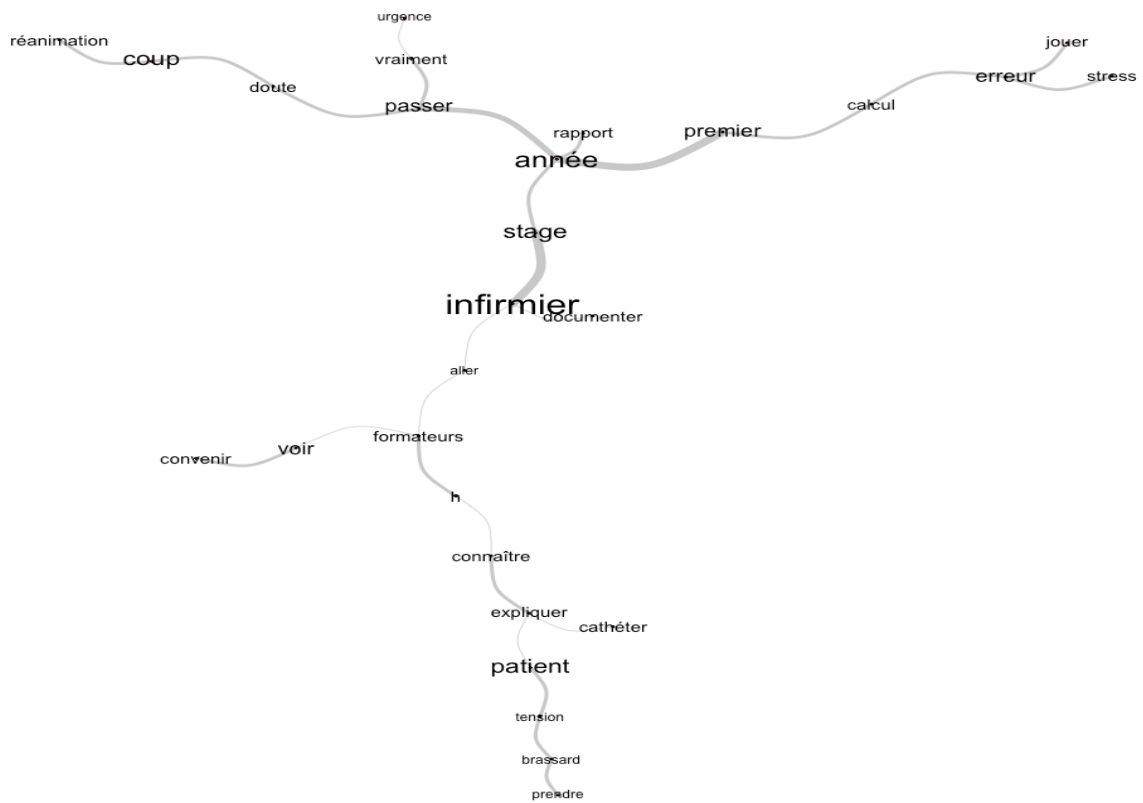 urgence
réanimation
jouer
coup
vraiment
erreur
stress
doute
passer
calcul
rapport
premier
année
stage
infirmier
documenter
aller
formateurs
voir
convenir
h
connaître
expliquer
cathéter
patient
tension
brassard
prendre